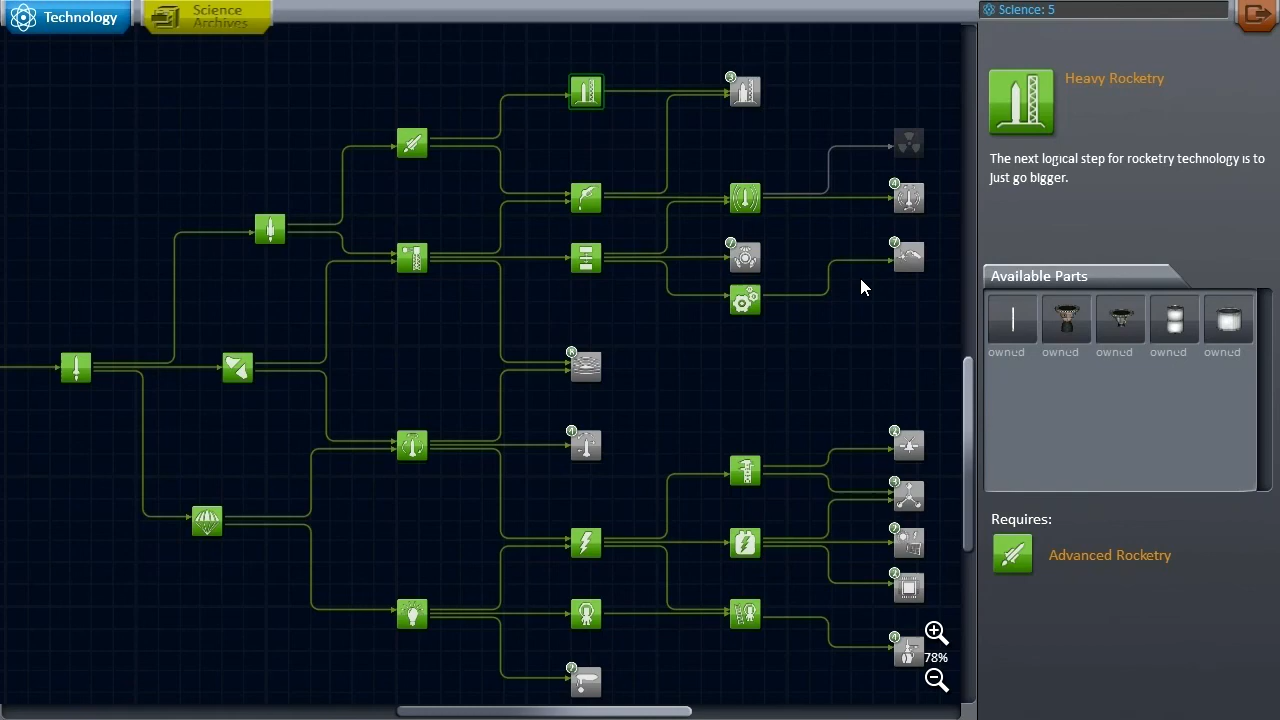 Technology
Science
Archives
Science: 5
Heavy Rocketry
The next logical step for rocketry technology is to
just go bigger.
Available Parts
owned owned owned owned owned
Requires:
Advanced Rocketry
78%